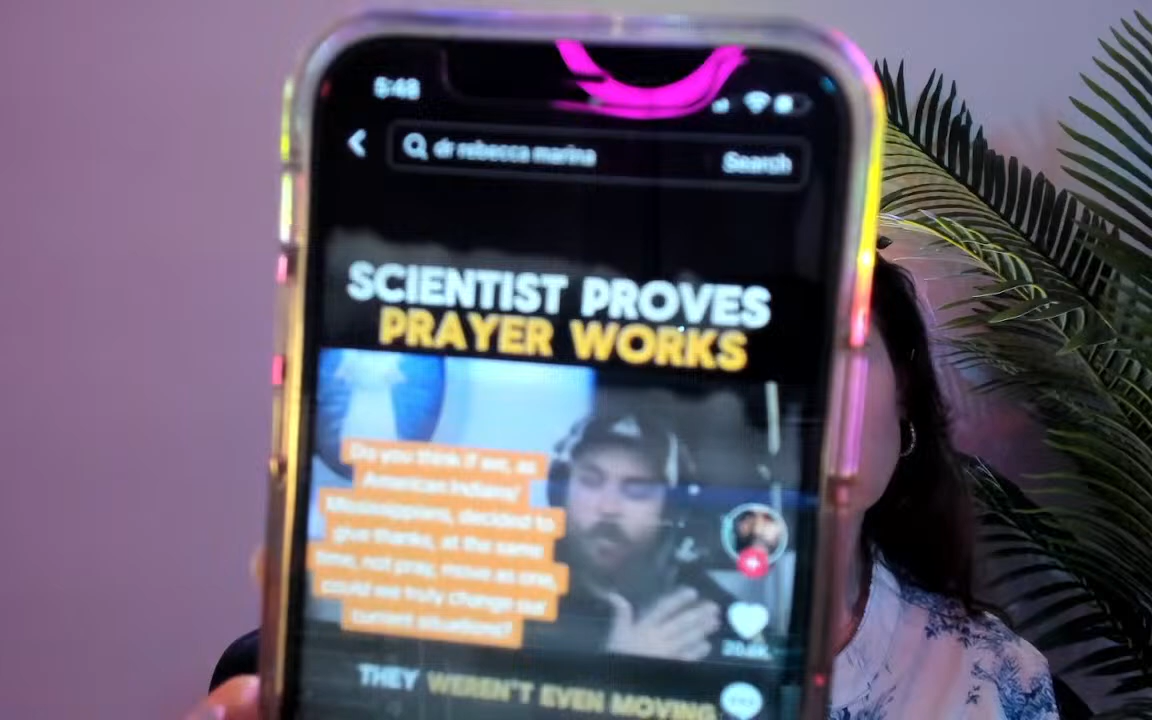 5:48
dr rebecca marina Search
SCIENTIST PROVES
PRAYER WORKS
Do you think if we, as
American Indians/
Mississippians, decided to
give thanks, at the same
time, not pray, move as one,
could we truly change our
current situations?
THEY WEREN'T EVEN MOVING